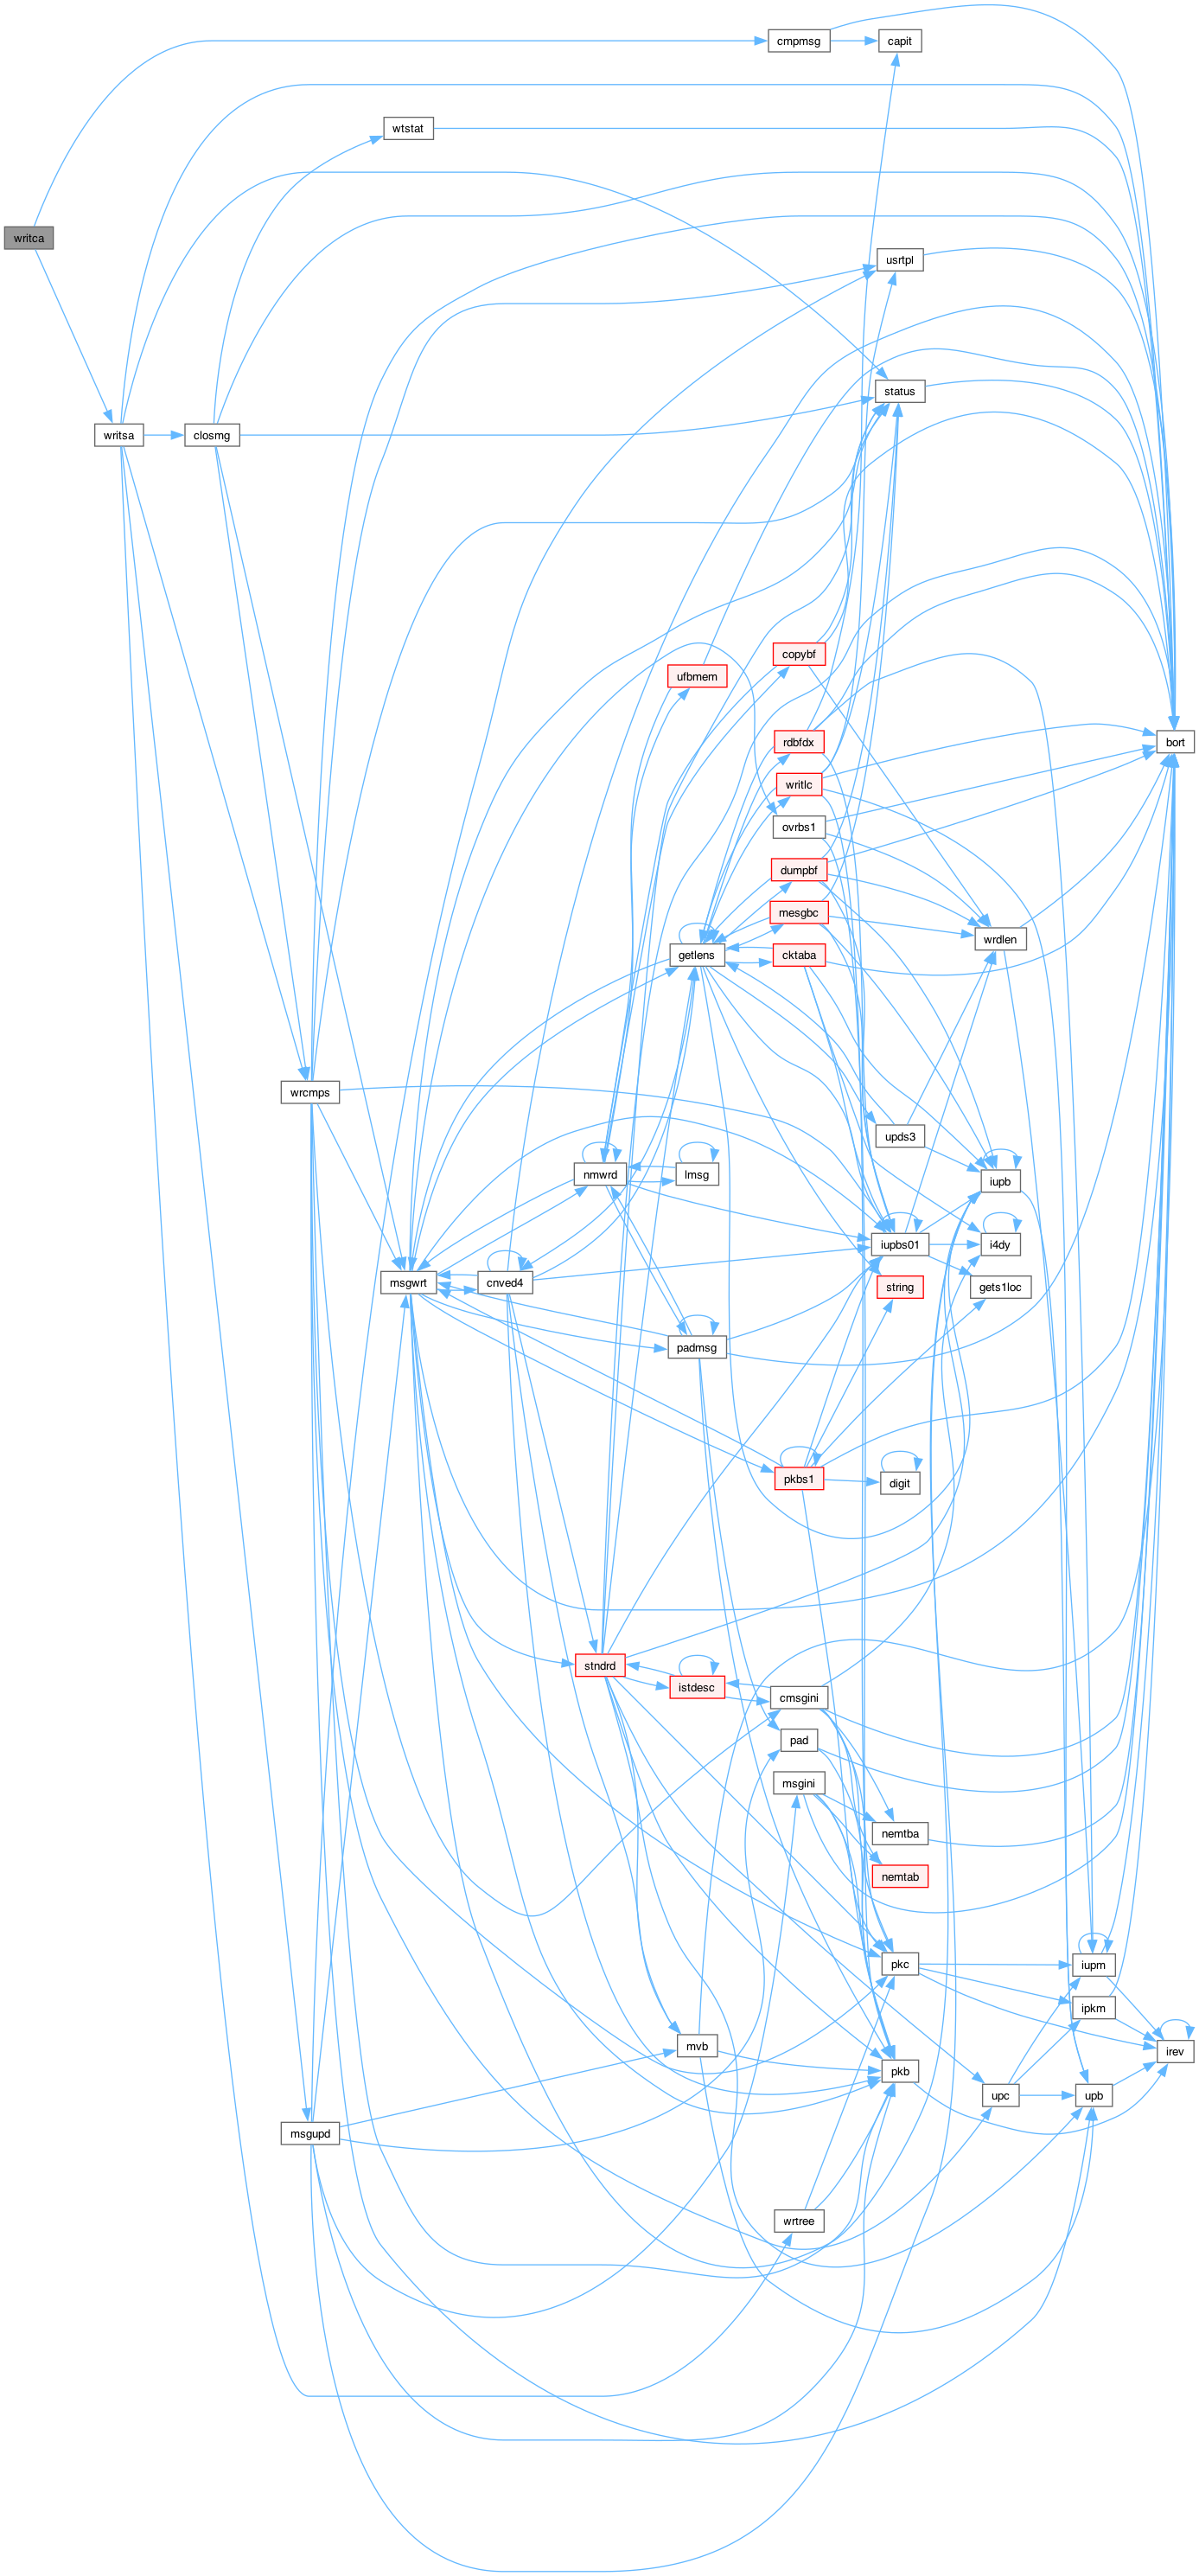 cmpmsg
capit
wtstat
writca
usrtpl
status
writsa
closmg
copybf
ufbmem
rdbfdx
bort
writlc
ovrbs1
dumpbf
mesgbc
wrdlen
getlens
cktaba
wrcmps
upds3
nmwrd
lmsg
iupb
iupbs01
i4dy
msgwrt
cnved4
string
gets1loc
padmsg
pkbs1
digit
stndrd
istdesc
cmsgini
pad
msgini
nemtba
nemtab
pkc
iupm
ipkm
mvb
irev
pkb
upc
upb
msgupd
wrtree